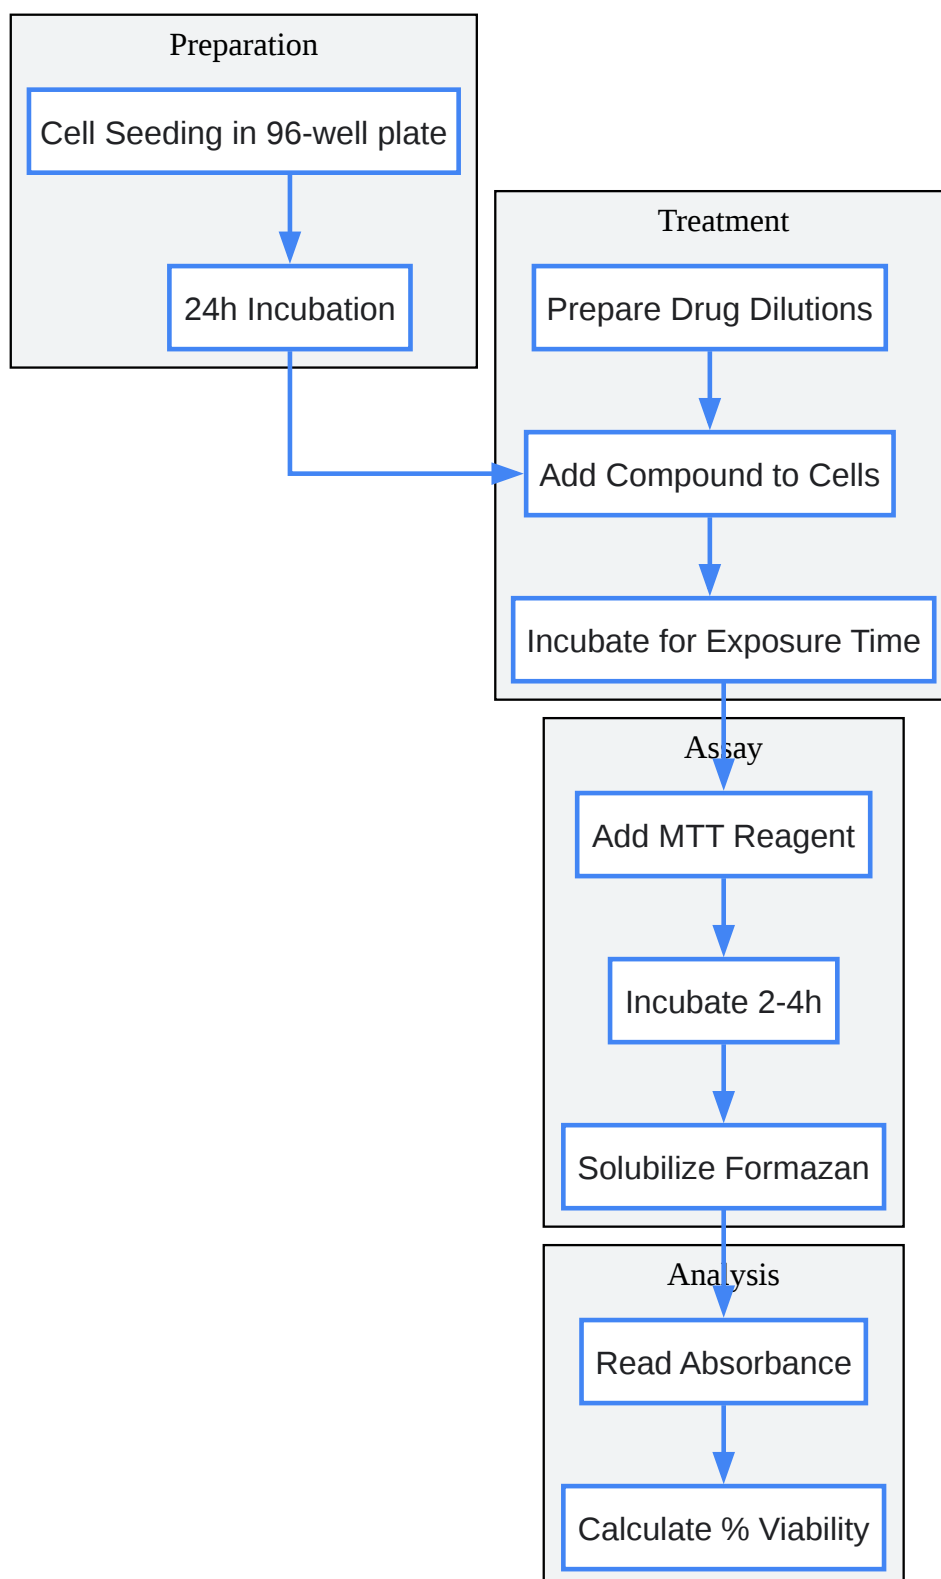 Preparation
Cell Seeding in 96-well plate
24h Incubation
Treatment
Prepare Drug Dilutions
Add Compound to Cells
Incubate for Exposure Time
Assay
Add MTT Reagent
Incubate 2-4h
Solubilize Formazan
Analysis
Read Absorbance
Calculate % Viability